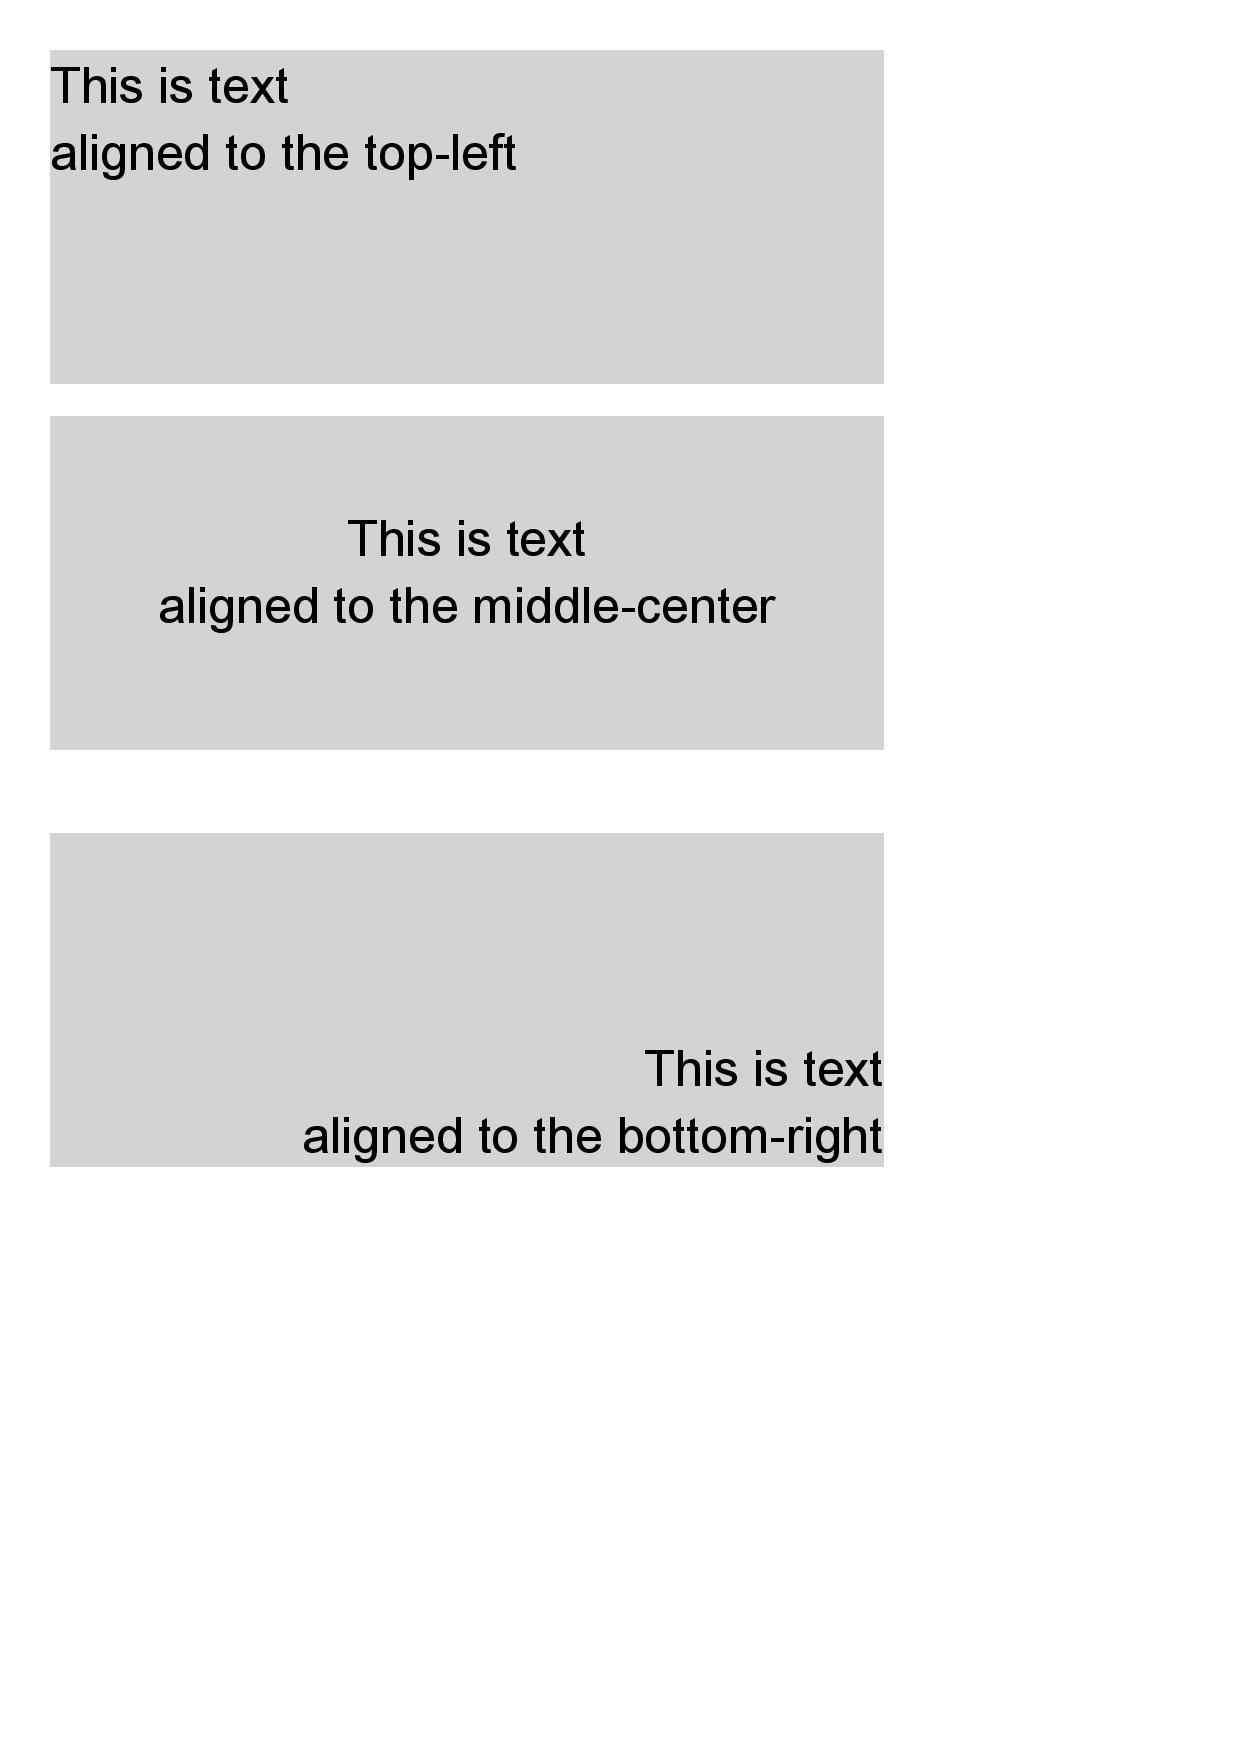 This is text
aligned to the top-left
This is text
aligned to the middle-center
This is text
aligned to the bottom-right